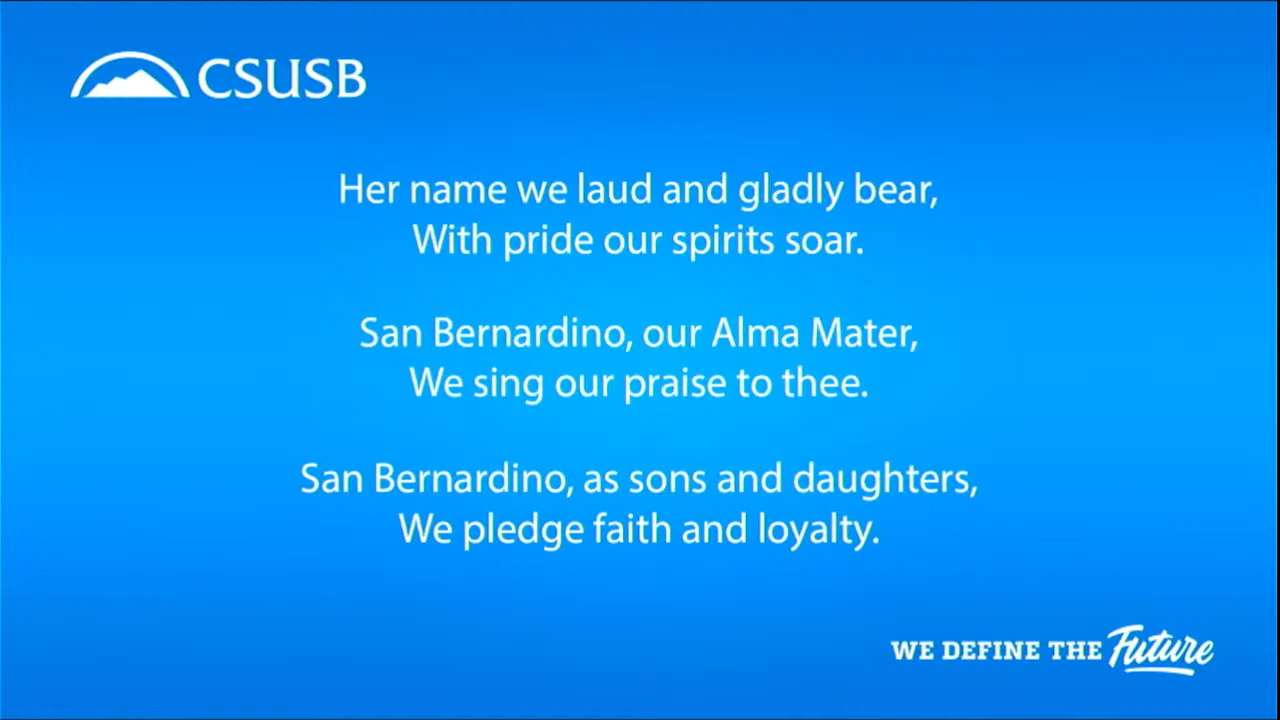 CSUSB
Her name we laud and gladly bear,
With pride our spirits soar.
San Bernardino, our Alma Mater,
We sing our praise to thee.
San Bernardino, as sons and daughters,
We pledge faith and loyalty.
WE DEFINE THE Future